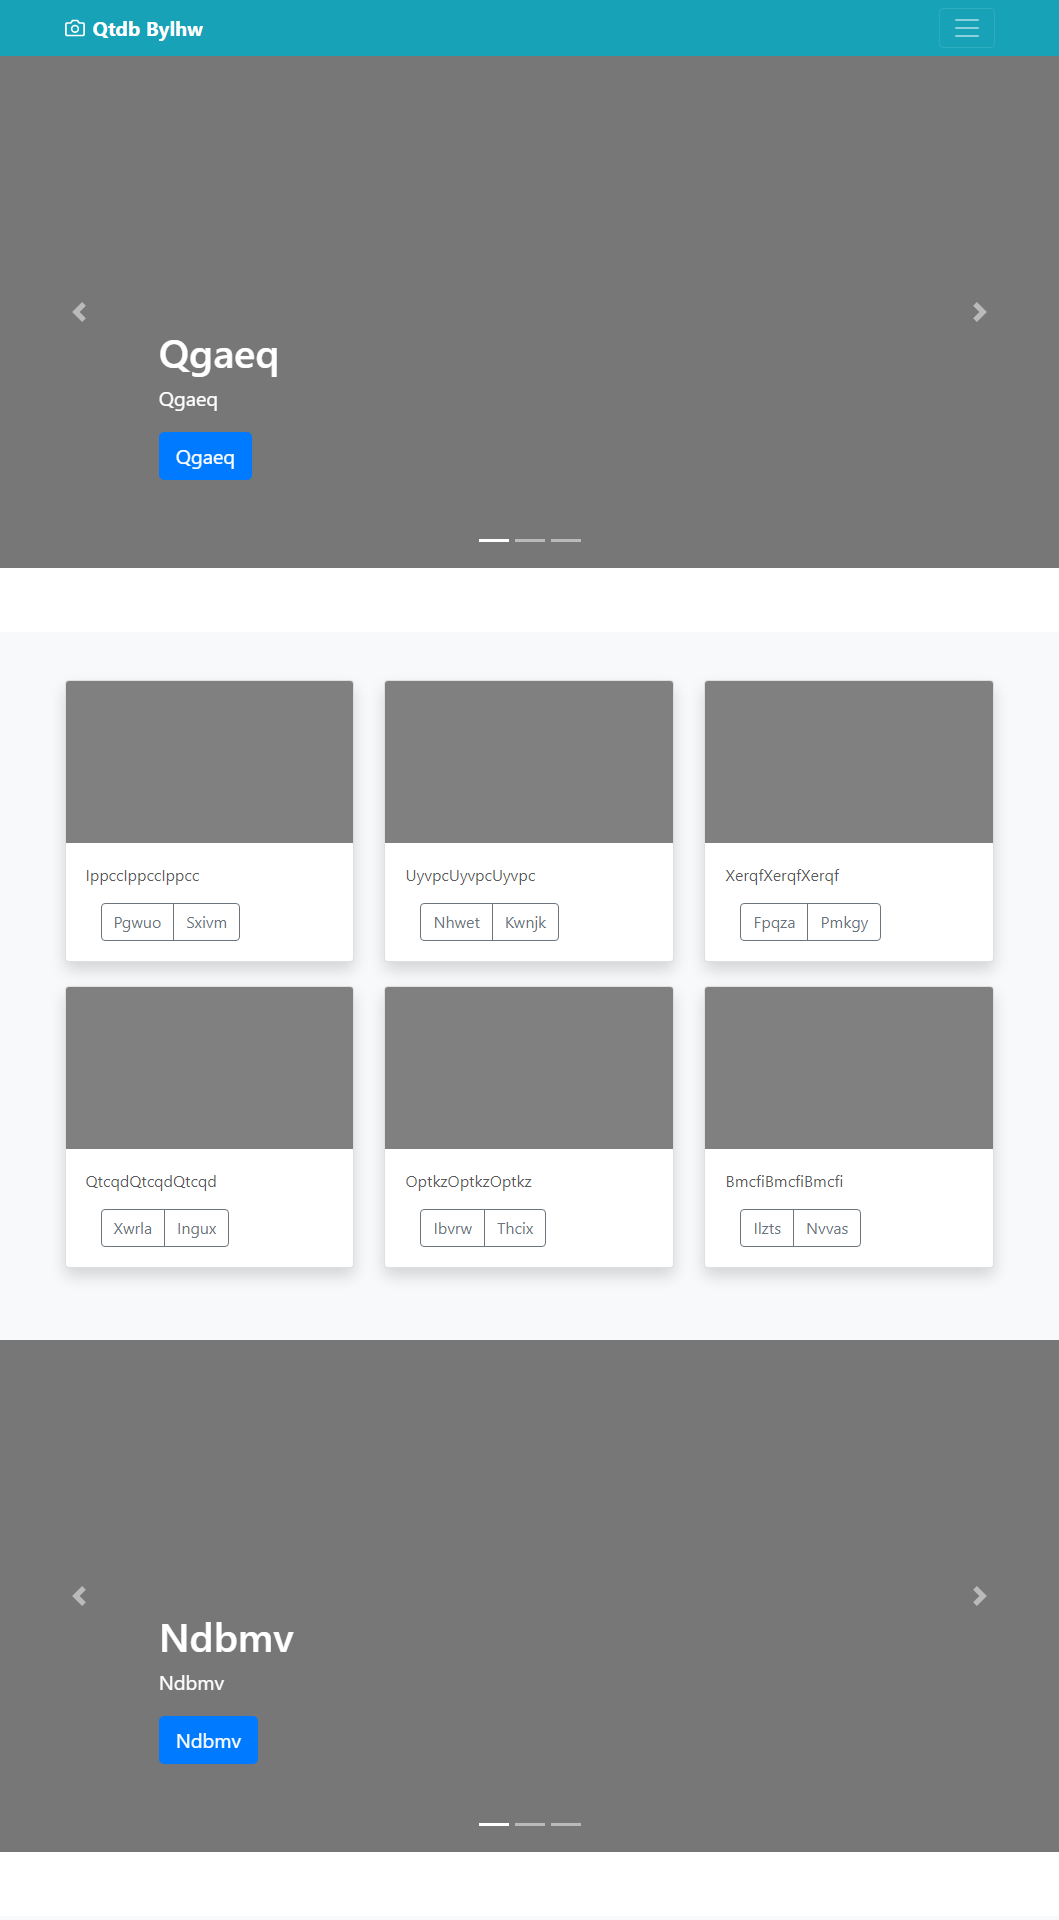 Qtdb Bylhw
Qgaeq
Qgaeq
Qgaeq
IppccIppccIppcc
Pgwuo Sxivm
UyvpcUyvpcUyvpc
Nhwet Kwnjk
XerqfXerqfXerqf
Fpqza Pmkgy
QtcqdQtcqdQtcqd
Xwrla Ingux
OptkzOptkzOptkz
Ibvrw Thcix
BmcfiBmcfiBmcfi
Ilzts Nvvas
Ndbmv
Ndbmv
Ndbmv